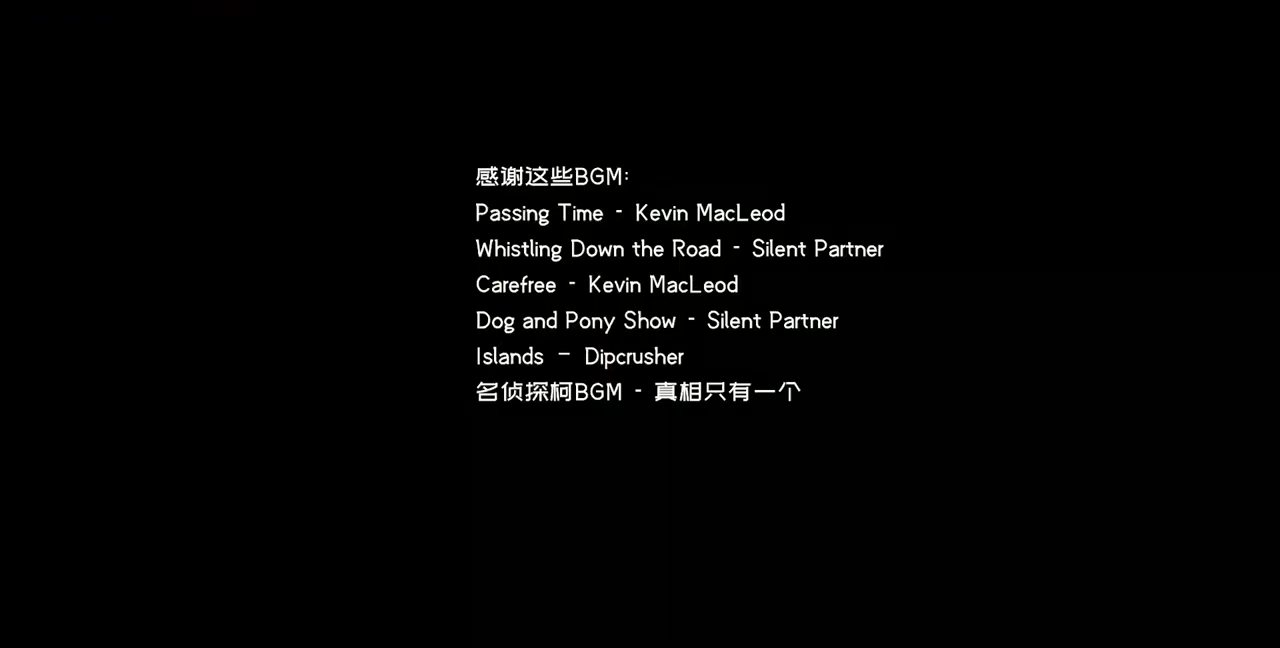 感谢这些BGM:
Passing Time - Kevin MacLeod
Whistling Down the Road - Silent Partner
Carefree - Kevin MacLeod
Dog and Pony Show - Silent Partner
Islands – Dipcrusher
名侦探柯BGM - 真相只有一个